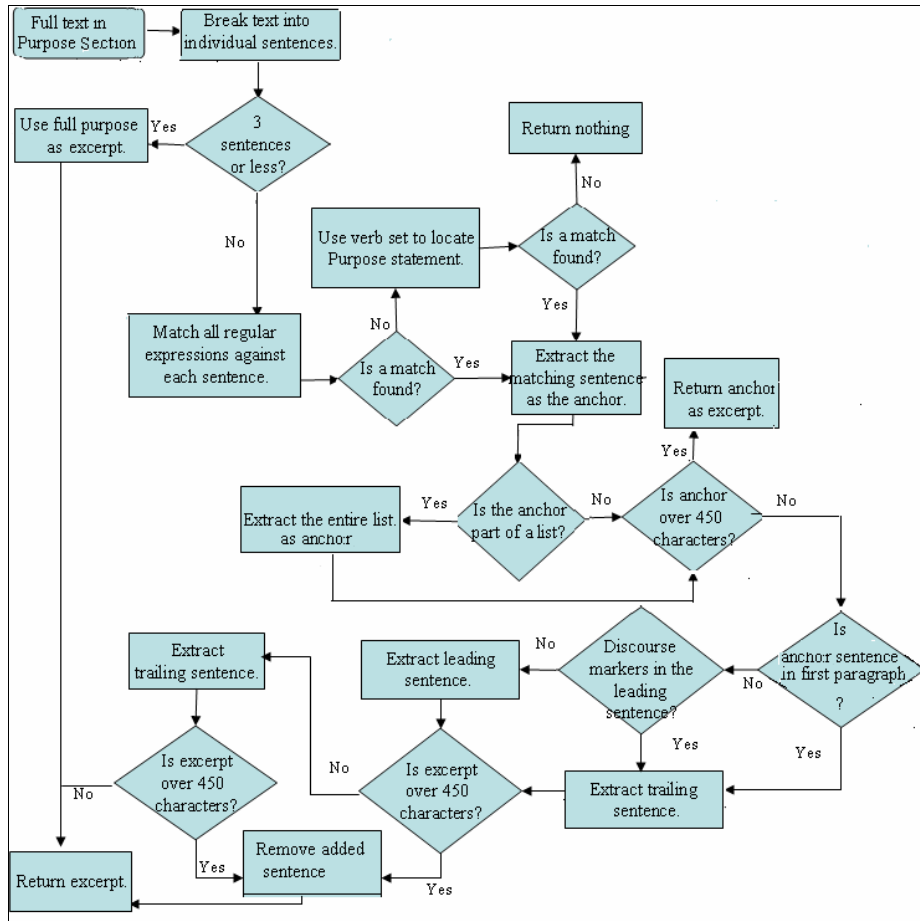 Full text in
Purpose Section
Break text into
individual sentences.
3
sentences
or less?
Yes
Use full purpose
as excerpt.
No
Match all regular
expressions against
each sentence.
Is a match
found?
No
Use verb set to locate
Purpose statement.
Is a match
found?
No
Return nothing
Yes
Yes
Extract the
matching sentence
as the anchor.
Is the anchor
part of a list?
Yes
Extract the entire list.
as anchor
No
Is anchor
over 450
characters?
Yes
Return anchor
as excerpt.
No
Is
anchor sentence
in first paragraph
?
No
Discourse
markers in the
leading
sentence?
No
Extract leading
sentence.
Yes
Yes
Extract trailing
sentence.
Is excerpt
over 450
characters?
No
Extract
trailing sentence.
Is excerpt
over 450
characters?
No
Yes
Yes
Remove added
sentence
Return excerpt.